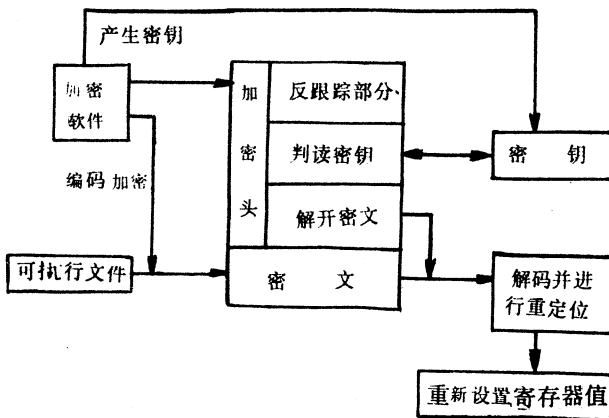 产生密钥
加密
软件
编码加密
可执行文件
加
密
头
反跟踪部分
判读密钥
解开密文
密 文
密 钥
解码并进
行重定位
重新设置寄存器值